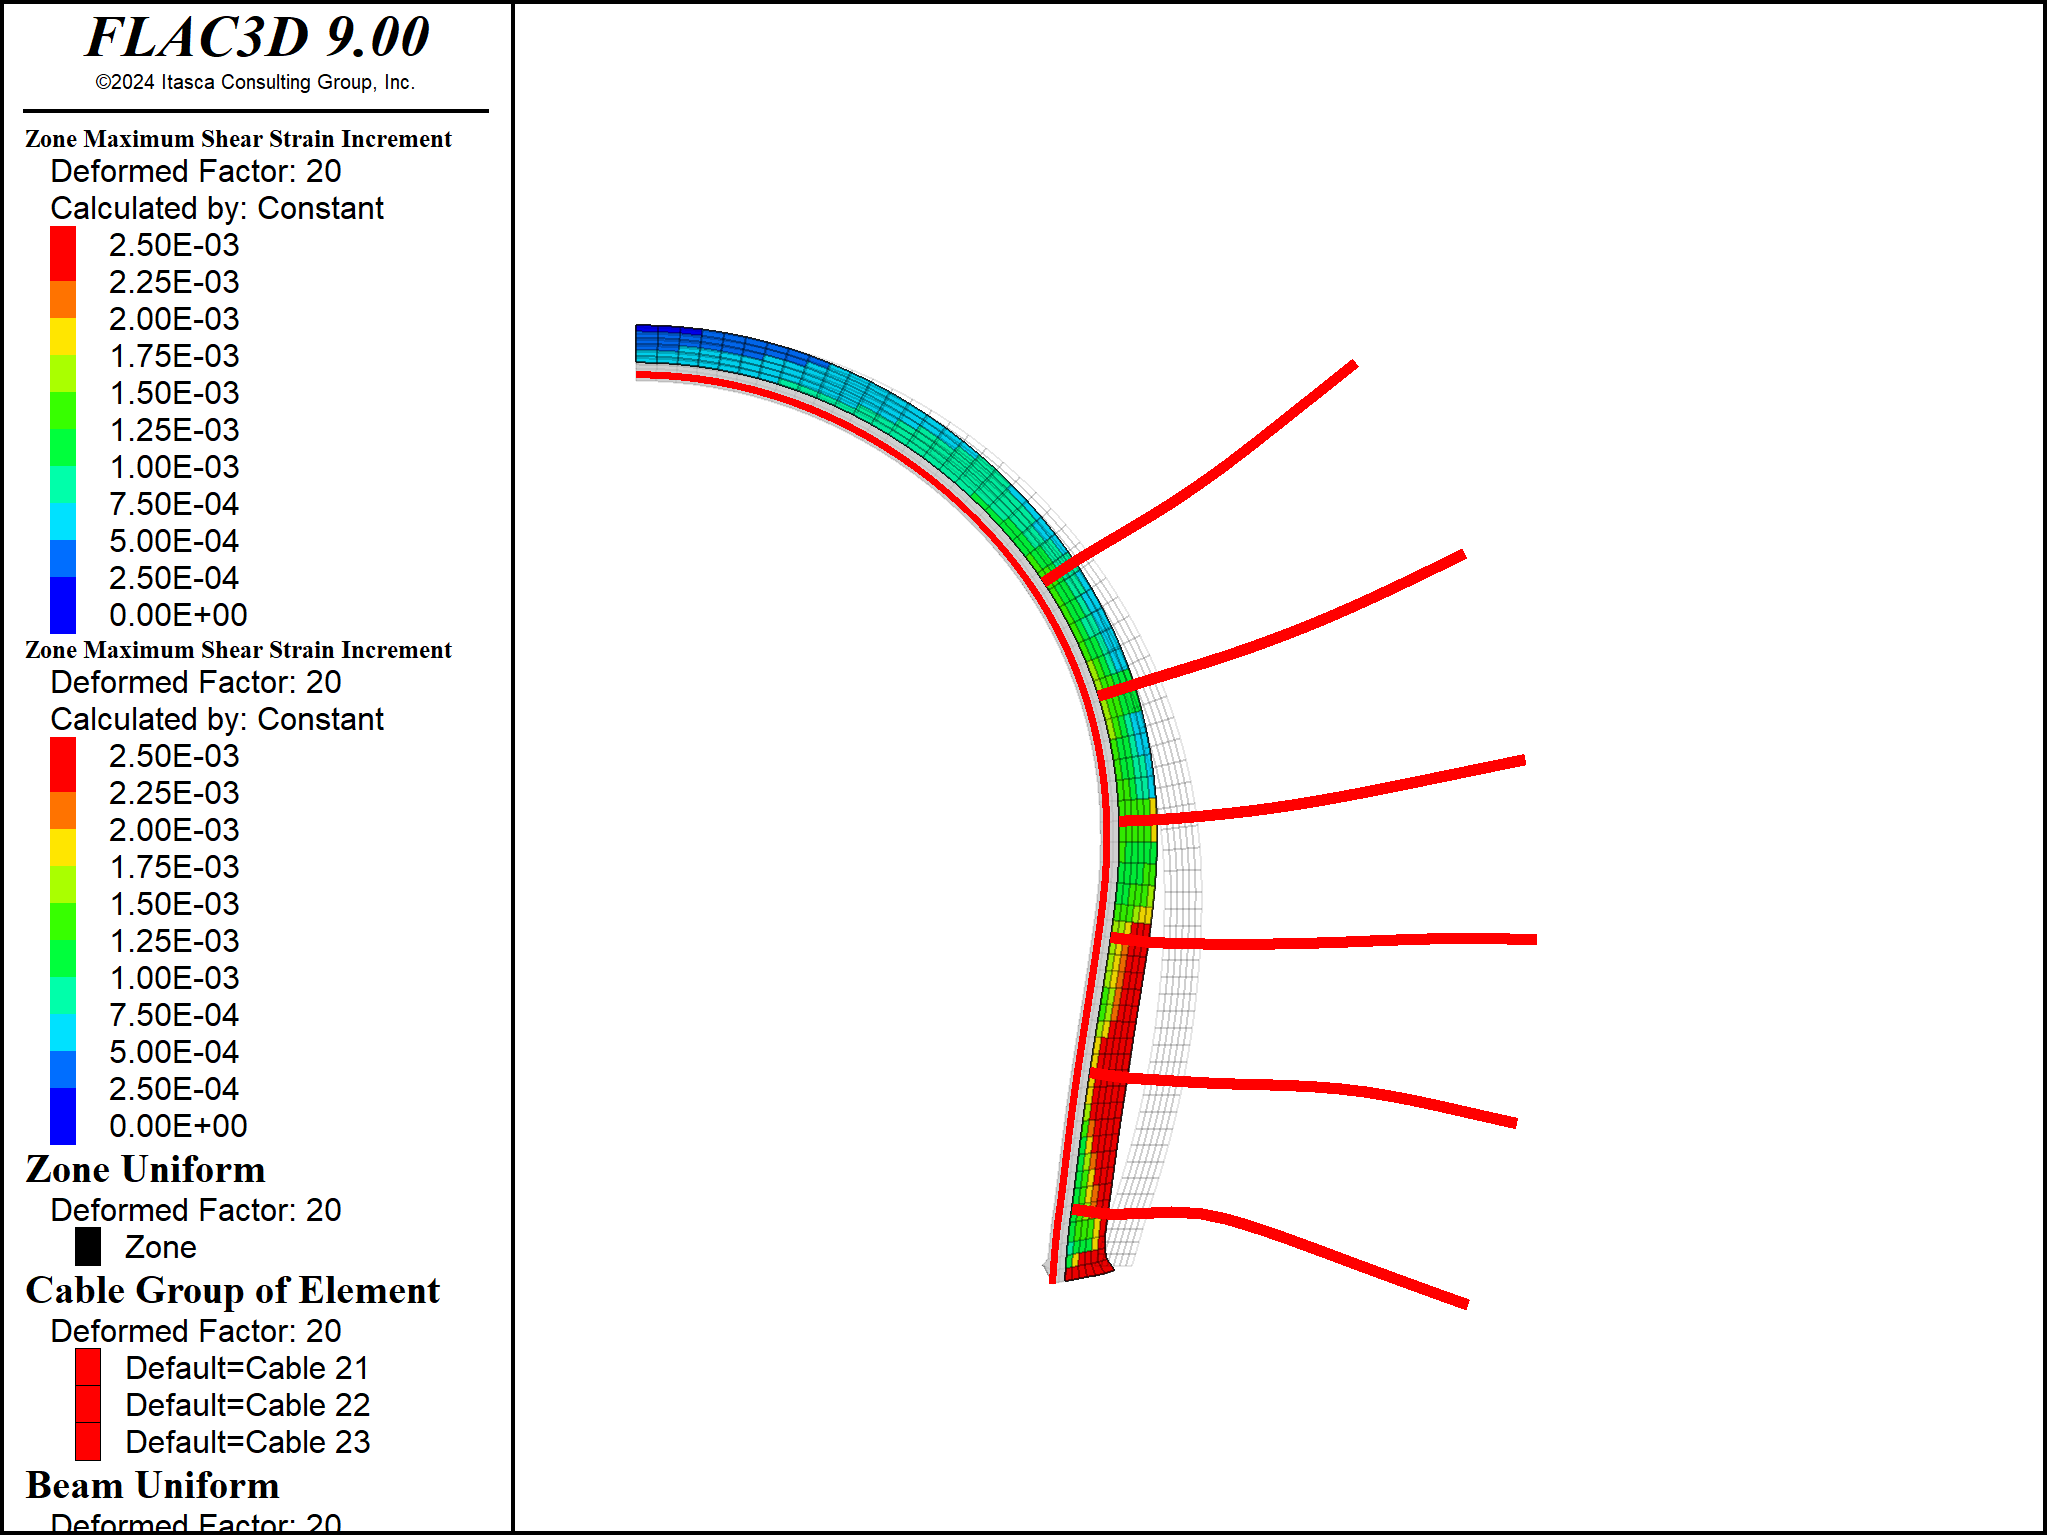 FLAC3D 9.00
©2024 Itasca Consulting Group, Inc.
Zone Maximum Shear Strain Increment
Deformed Factor: 20
Calculated by: Constant
2.50E-03
2.25E-03
2.00E-03
1.75E-03
1.50E-03
1.25E-03
1.00E-03
7.50E-04
5.00E-04
2.50E-04
0.00E+00
Zone Maximum Shear Strain Increment
Deformed Factor: 20
Calculated by: Constant
2.50E-03
2.25E-03
2.00E-03
1.75E-03
1.50E-03
1.25E-03
1.00E-03
7.50E-04
5.00E-04
2.50E-04
0.00E+00
Zone Uniform
Deformed Factor: 20
Zone
Cable Group of Element
Deformed Factor: 20
Default=Cable 21
Default=Cable 22
Default=Cable 23
Beam Uniform
Deformed Factor: 20